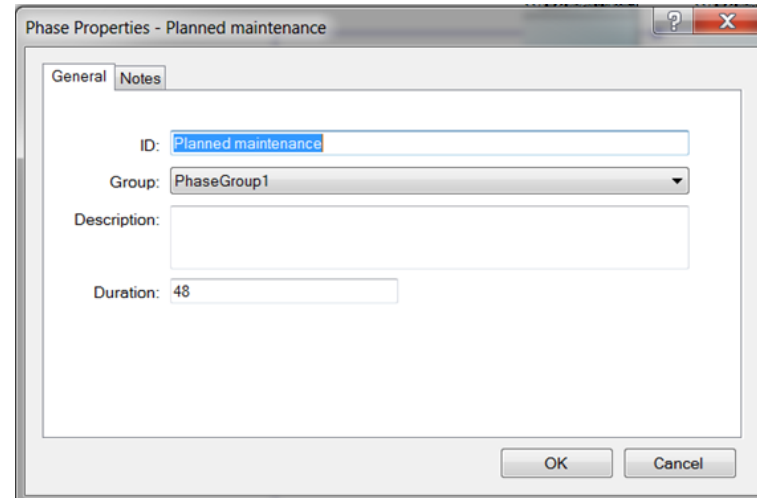 Phase Properties - Planned maintenance
General Notes
ID: Planned maintenance
Group: PhaseGroup1
Description:
Duration: 48
OK Cancel